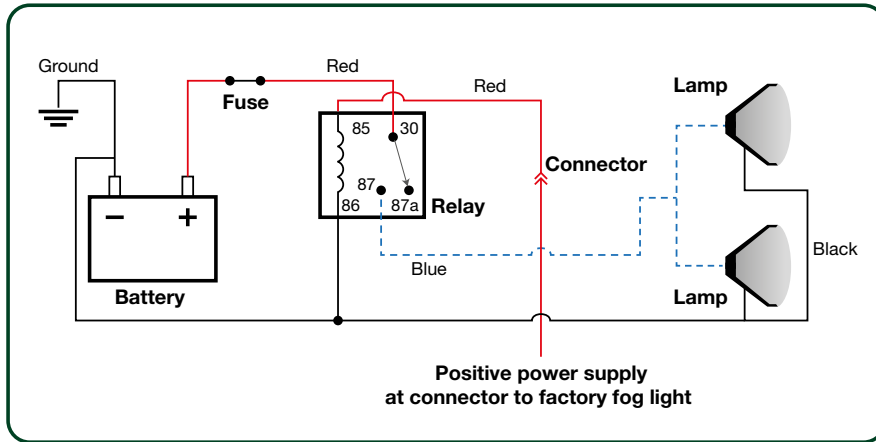 Ground
Red
Red
Lamp
Fuse
85
30
Connector
87
86
87a
Relay
Battery
Blue
Black
Lamp
Positive power supply
at connector to factory fog light